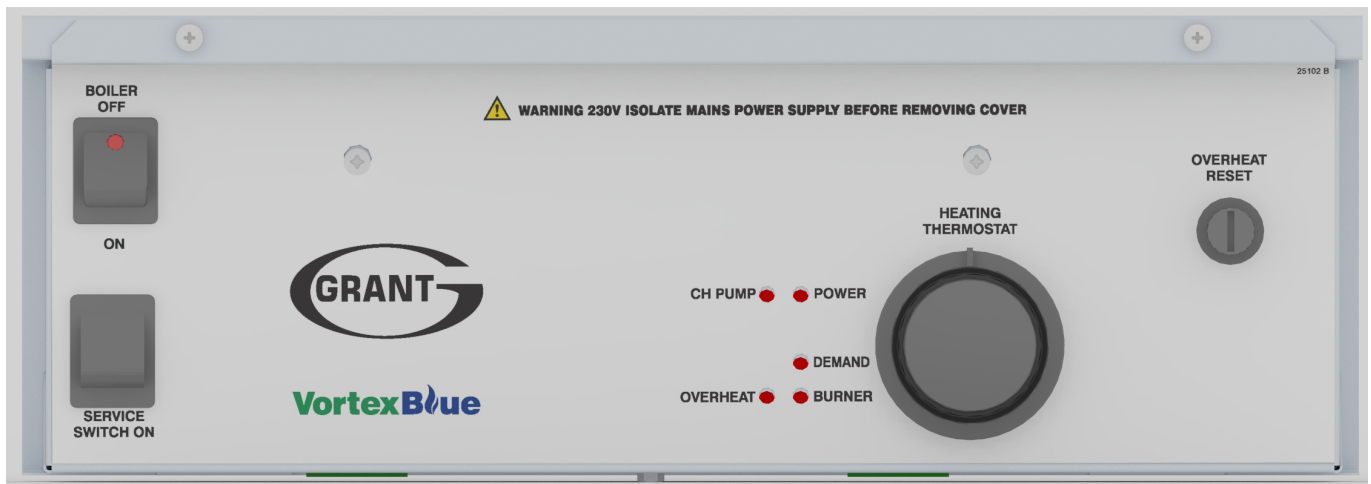 25102 B
BOILER
OFF
WARNING 230V ISOLATE MAINS POWER SUPPLY BEFORE REMOVING COVER
ON
OVERHEAT
RESET
HEATING
THERMOSTAT
GRANT
CH PUMP
POWER
DEMAND
OVERHEAT
BURNER
VortexBlue
SERVICE
SWITCH ON